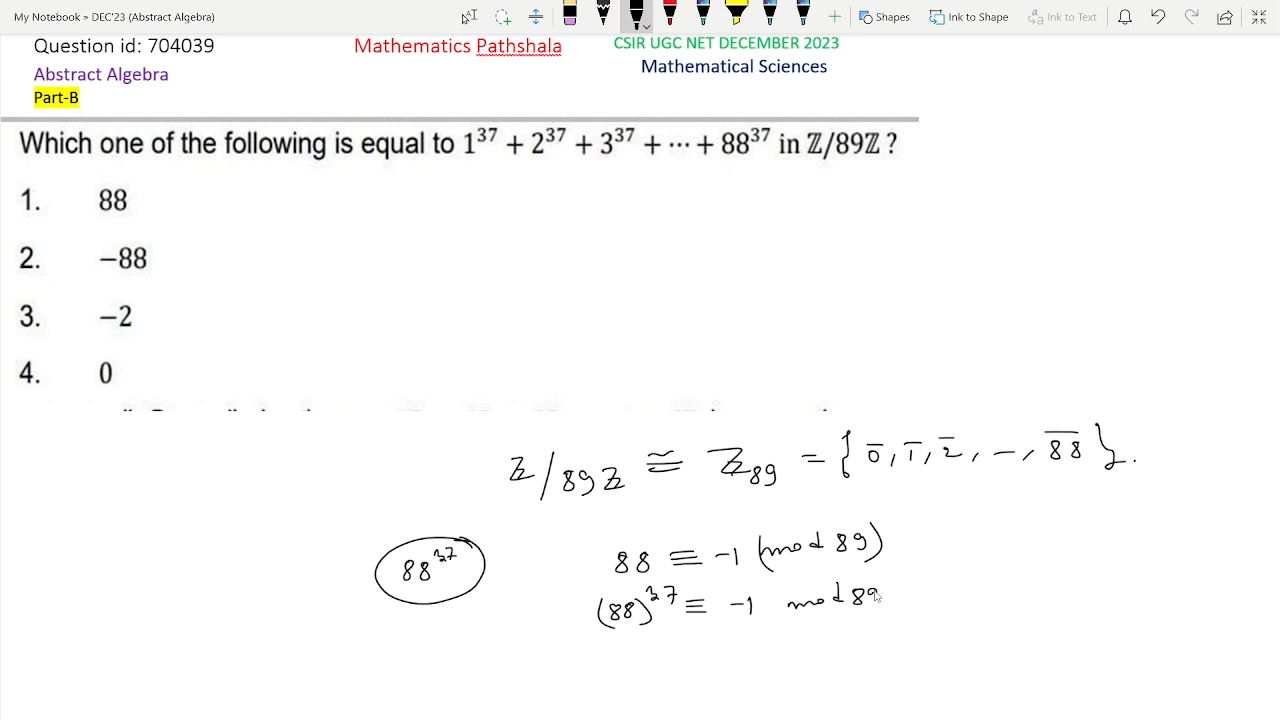 My Notebook » DEC'23 (Abstract Algebra)
Shapes Ink to Shape Ink to Text
Question id: 704039 Mathematics Pathshala CSIR UGC NET DECEMBER 2023
Abstract Algebra Mathematical Sciences
Part-B
Which one of the following is equal to 1³⁷ + 2³⁷ + 3³⁷ + ⋯ + 88³⁷ in ℤ/89ℤ ?
1. 88
2. −88
3. −2
4. 0
ℤ/89ℤ ≅ ℤ₈₉ = { 0̅, 1̅, 2̅, –, 8̅8̅ }.
88³⁷ 88 ≡ -1 (mod 89)
(88)³⁷ ≡ -1 mod 89